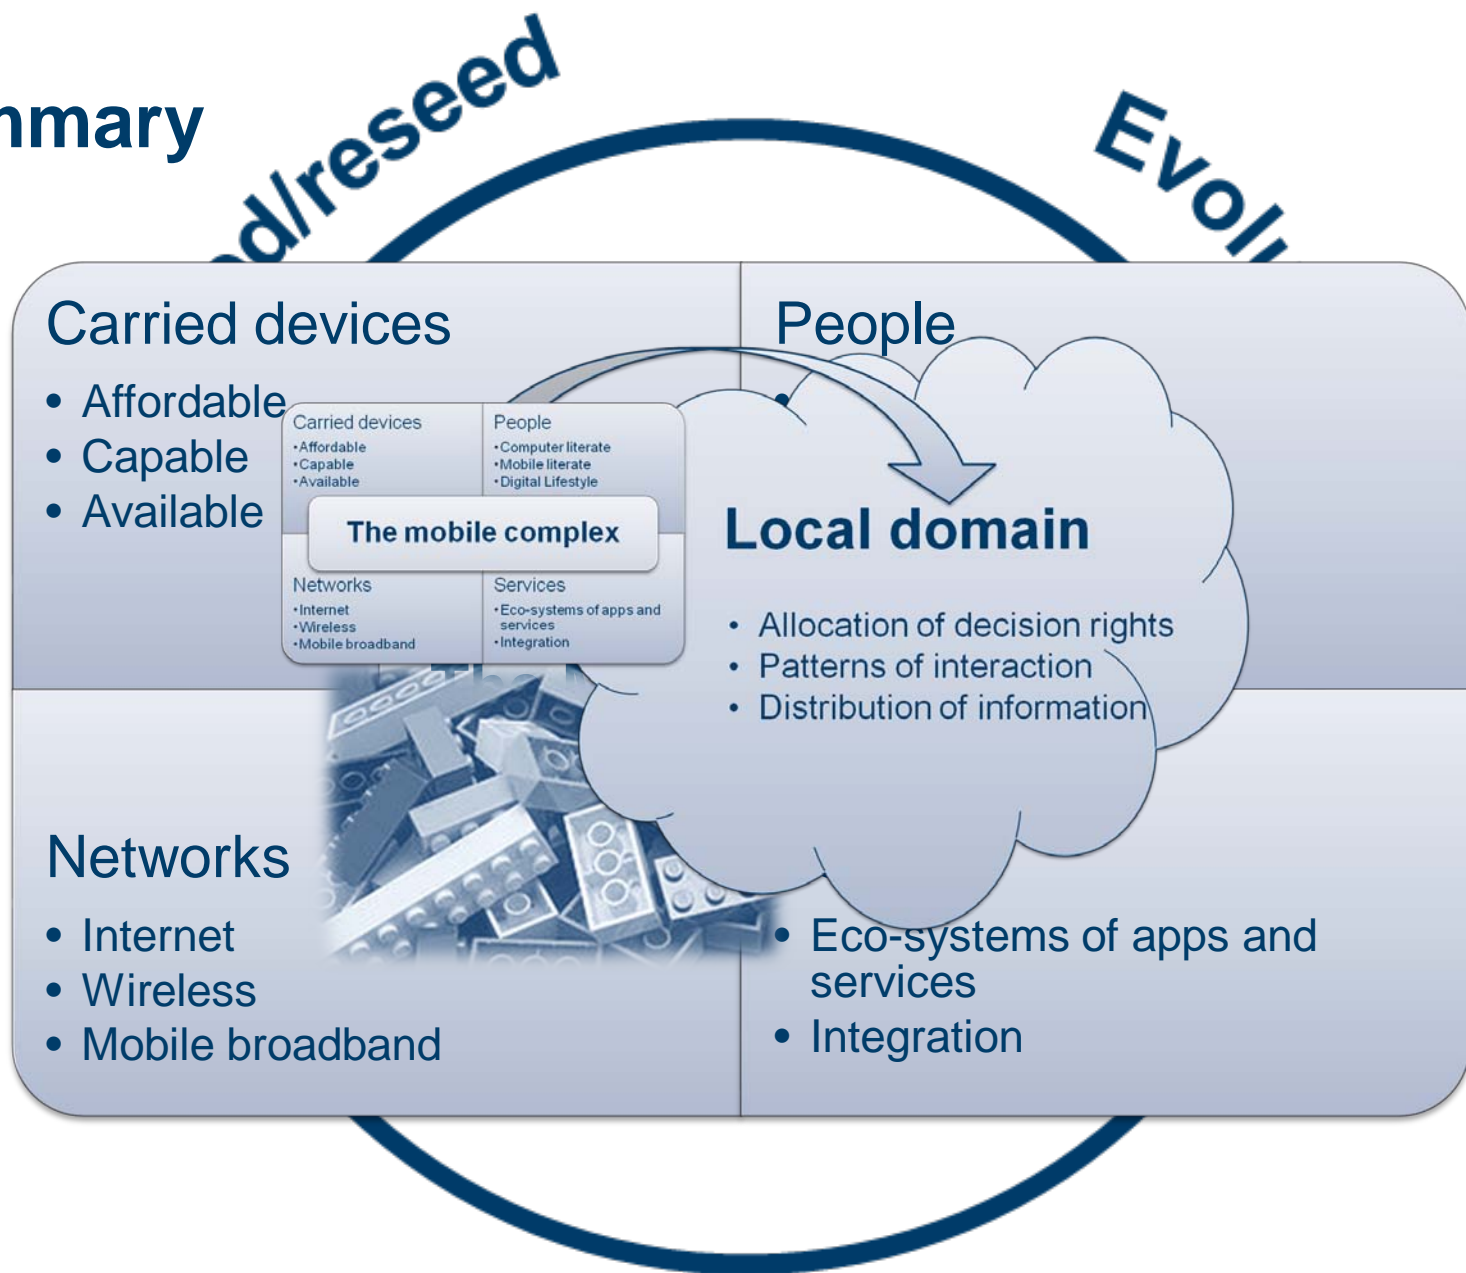 Carried devices
• Affordable
• Capable
• Available
People
Carried devices
•Affordable
•Capable
•Available
People
•Computer literate
•Mobile literate
•Digital Lifestyle
The mobile complex
Networks
•Internet
•Wireless
•Mobile broadband
Services
•Eco-systems of apps and
services
•Integration
Local domain
• Allocation of decision rights
• Patterns of interaction
• Distribution of information
Networks
• Internet
• Wireless
• Mobile broadband
• Eco-systems of apps and
services
• Integration